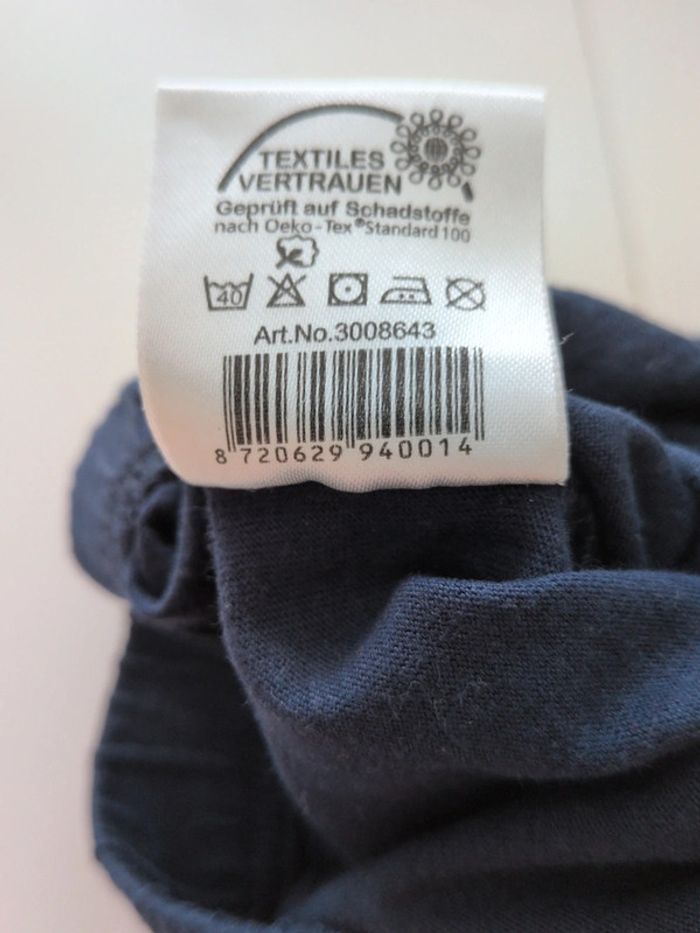 TEXTILES
VERTRAUEN
Geprüft auf Schadstoffe
nach Oeko-Tex®Standard 100
40
Art.No.3008643
8 720629 940014